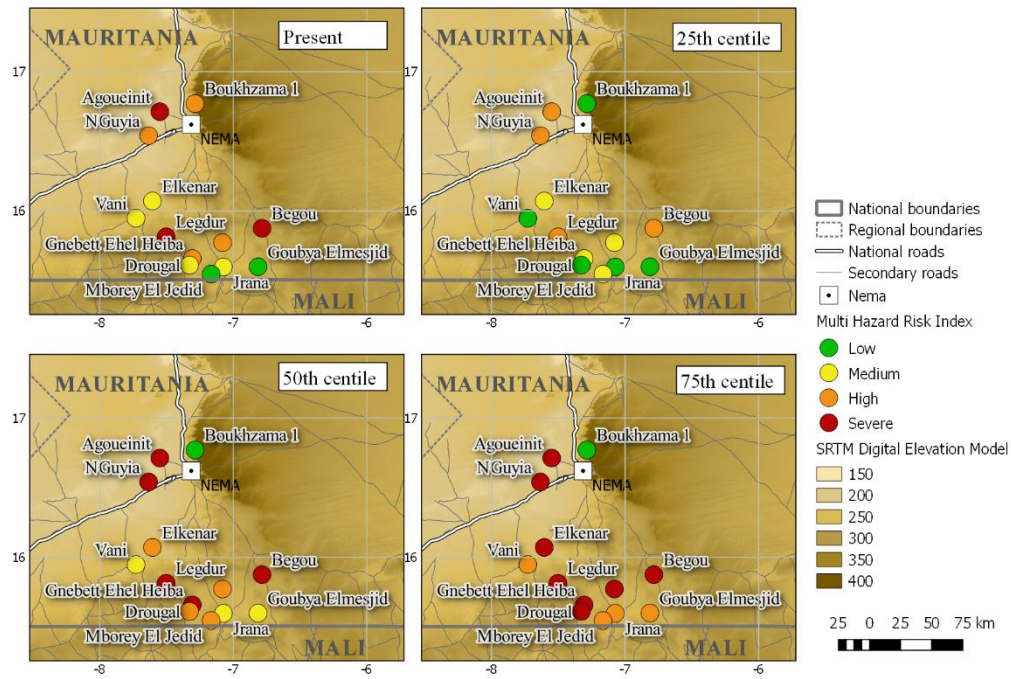 MAURITANIA
Present
17
Agoueinit
Boukhzama 1
N'Guyia
NEMA
16
Elkenar
Vani
Legdur
Begou
Gnebett Ehel Heiba
Goubya Elmesjid
Drougal
Jrana
Mborey El Jedid
MALI
-8
-7
-6
MAURITANIA
25th centile
17
Agoueinit
Boukhzama 1
N'Guyia
NEMA
16
Elkenar
Vani
Legdur
Begou
Gnebett Ehel Heiba
Goubya Elmesjid
Drougal
Jrana
Mborey El Jedid
MALI
-8
-7
-6
MAURITANIA
50th centile
17
Agoueinit
Boukhzama 1
N'Guyia
NEMA
16
Elkenar
Vani
Legdur
Begou
Gnebett Ehel Heiba
Goubya Elmesjid
Drougal
Jrana
Mborey El Jedid
MALI
-8
-7
-6
MAURITANIA
75th centile
17
Agoueinit
Boukhzama 1
N'Guyia
NEMA
16
Elkenar
Vani
Legdur
Begou
Gnebett Ehel Heiba
Goubya Elmesjid
Drougal
Jrana
Mborey El Jedid
MALI
-8
-7
-6
National boundaries
Regional boundaries
National roads
Secondary roads
Nema
Multi Hazard Risk Index
Low
Medium
High
Severe
SRTM Digital Elevation Model
150
200
250
300
350
400
25 0 25 50 75 km